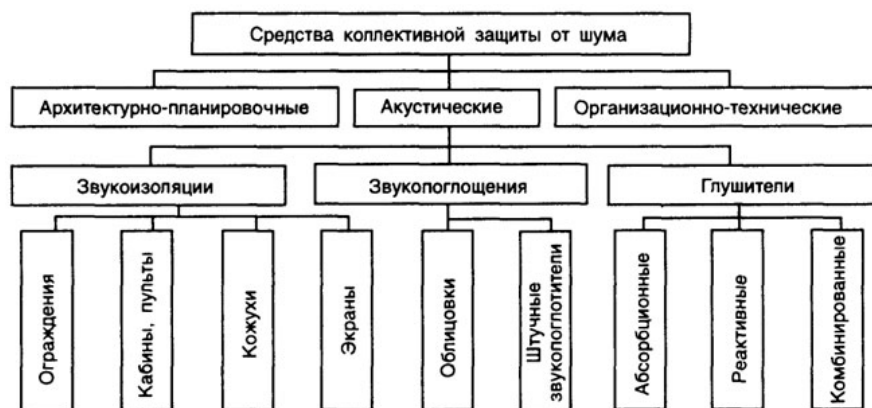 Средства коллективной защиты от шума
Архитектурно-планировочные
Акустические
Организационно-технические
Звукоизоляции
Звукопоглощения
Глушители
Ограждения
Кабины, пульты
Кожухи
Экраны
Облицовки
Штучные
звукопоглотители
Абсорбционные
Реактивные
Комбинированные